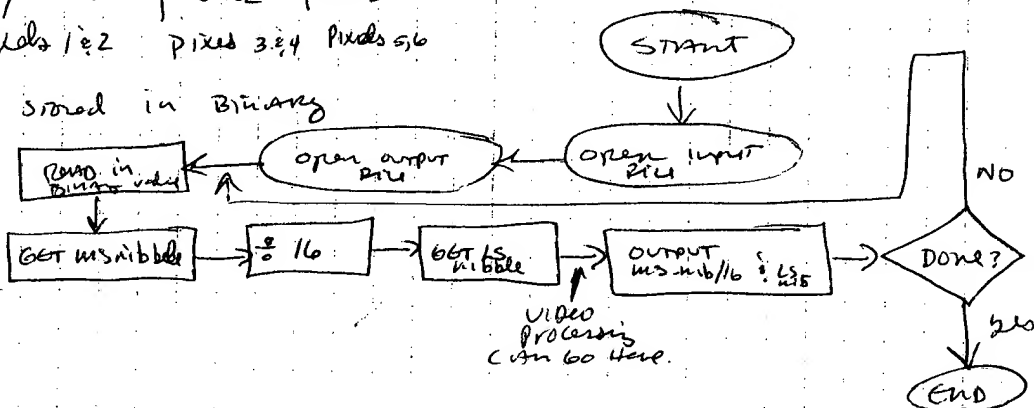 1 & 2 Pixes 3 & 4 Pixels 5,6
Stored in Binary
START
Open input
File
Open output
File
Read in
Binary value
GET ms nibble
÷ 16
GET LS
nibble
VIDEO
Processing
CAN GO Here.
OUTPUT
ms nib/16 & LS
nib
Done?
NO
yes
END